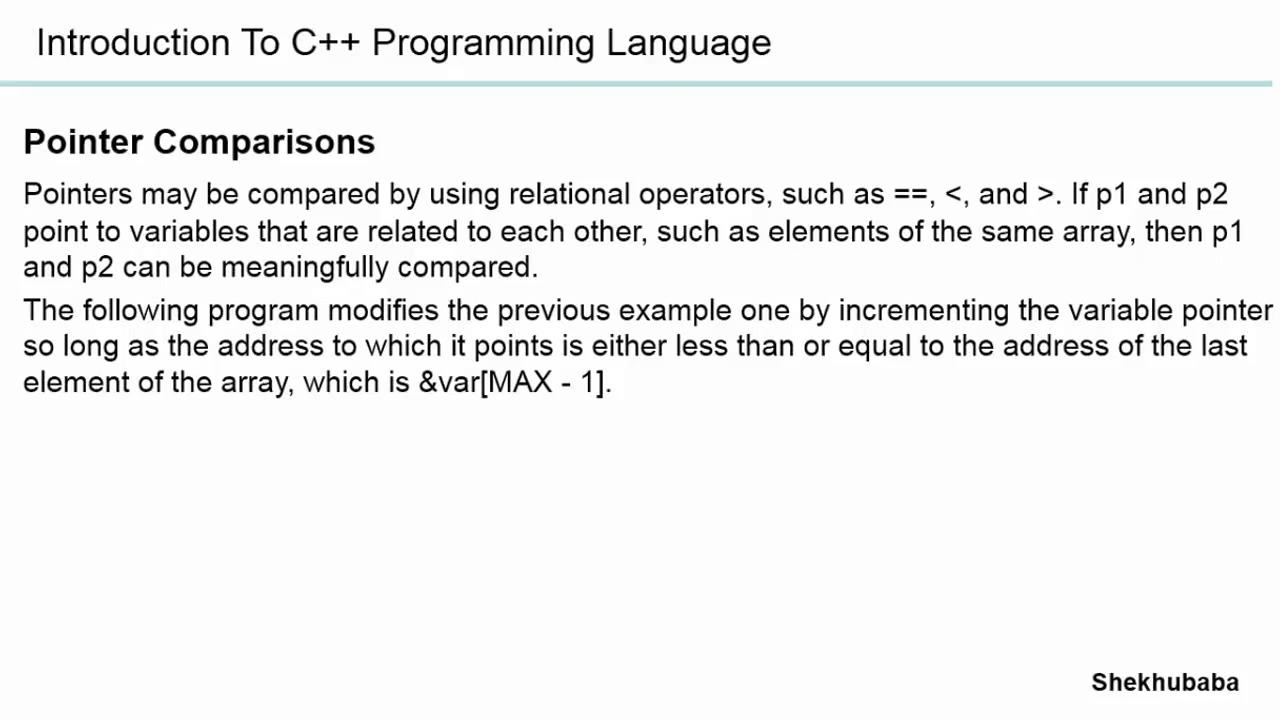 Introduction To C++ Programming Language
Pointer Comparisons
Pointers may be compared by using relational operators, such as ==, <, and >. If p1 and p2
point to variables that are related to each other, such as elements of the same array, then p1
and p2 can be meaningfully compared.
The following program modifies the previous example one by incrementing the variable pointer
so long as the address to which it points is either less than or equal to the address of the last
element of the array, which is &var[MAX - 1].
Shekhubaba